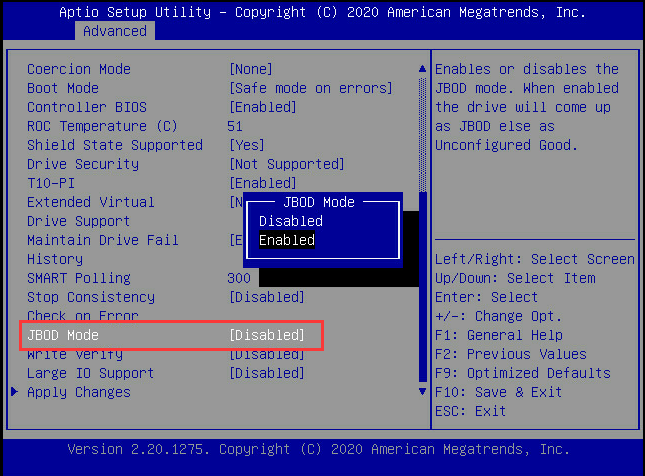 Aptio Setup Utility – Copyright (C) 2020 American Megatrends, Inc.
Advanced
Coercion Mode [None]
Boot Mode [Safe mode on errors]
Controller BIOS [Enabled]
ROC Temperature (C) 51
Shield State Supported [Yes]
Drive Security [Not Supported]
T10-PI [Enabled]
Extended Virtual [N
Drive Support
Maintain Drive Fail [E
History
SMART Polling 300
Stop Consistency [Disabled]
Check on Error
JBOD Mode [Disabled]
Write Verify [Disabled]
Large IO Support [Disabled]
Apply Changes
JBOD Mode
Disabled
Enabled
Enables or disables the
JBOD mode. When enabled
the drive will come up
as JBOD else as
Unconfigured Good.
Left/Right: Select Screen
Up/Down: Select Item
Enter: Select
+/-: Change Opt.
F1: General Help
F2: Previous Values
F9: Optimized Defaults
F10: Save & Exit
ESC: Exit
Version 2.20.1275. Copyright (C) 2020 American Megatrends, Inc.